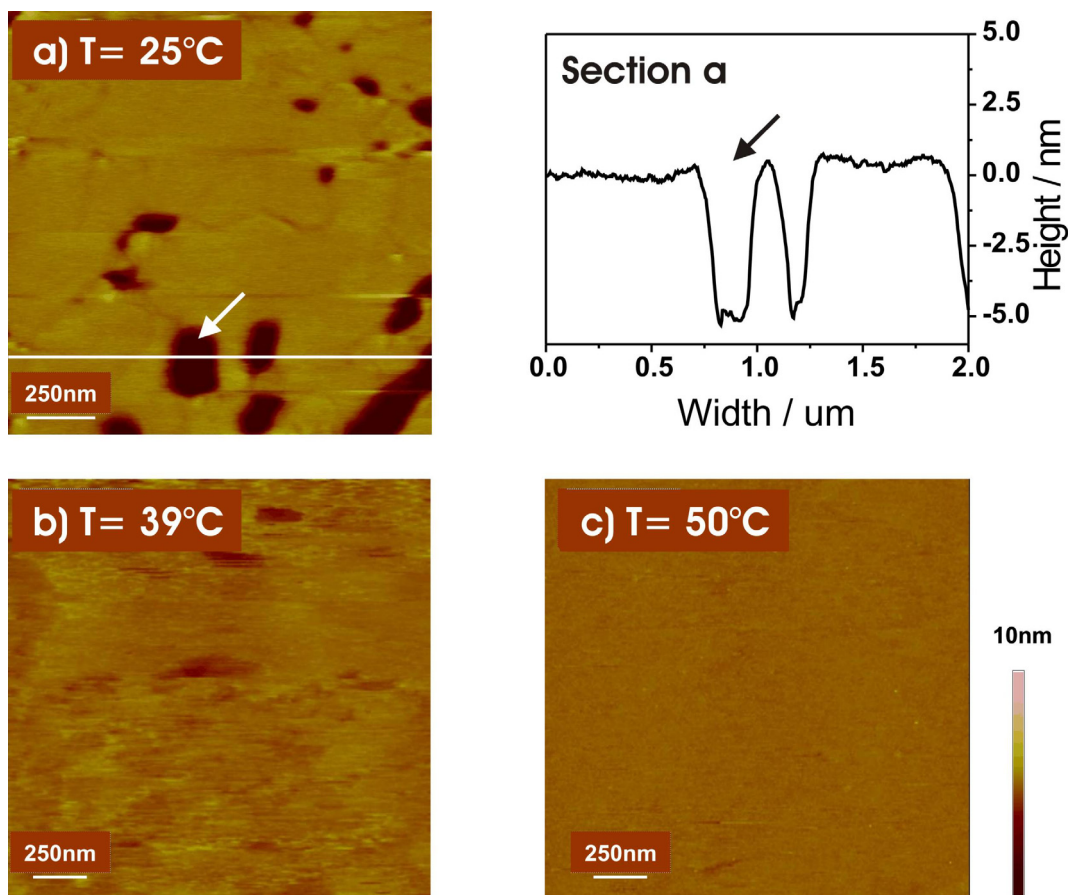 a) T= 25°C
250nm
Section a
5.0
2.5
0.0
-2.5
-5.0
Height / nm
0.0
0.5
1.0
1.5
2.0
Width / um
b) T= 39°C
250nm
c) T= 50°C
250nm
10nm